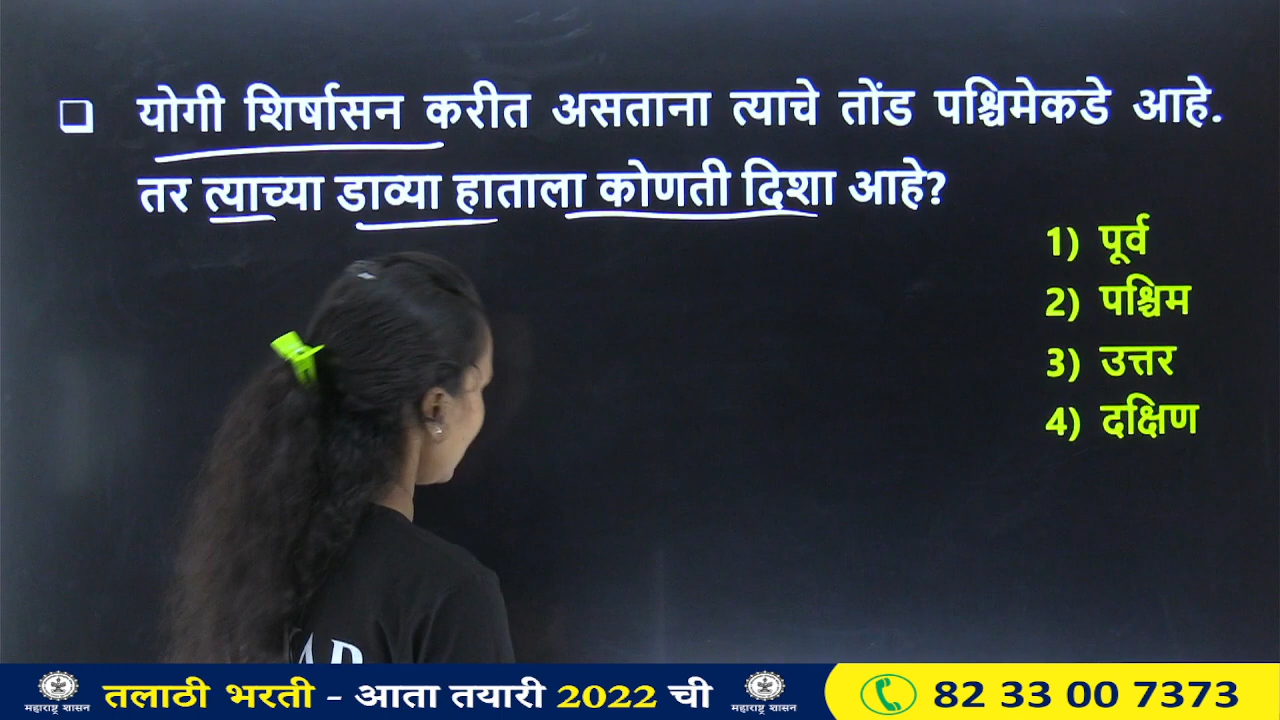 ❑ योगी शिर्षासन करीत असताना त्याचे तोंड पश्चिमेकडे आहे.
तर त्याच्या डाव्या हाताला कोणती दिशा आहे?
1) पूर्व
2) पश्चिम
3) उत्तर
4) दक्षिण
AR
महाराष्ट्र शासन
तलाठी भरती - आता तयारी 2022 ची
महाराष्ट्र शासन
82 33 00 7373